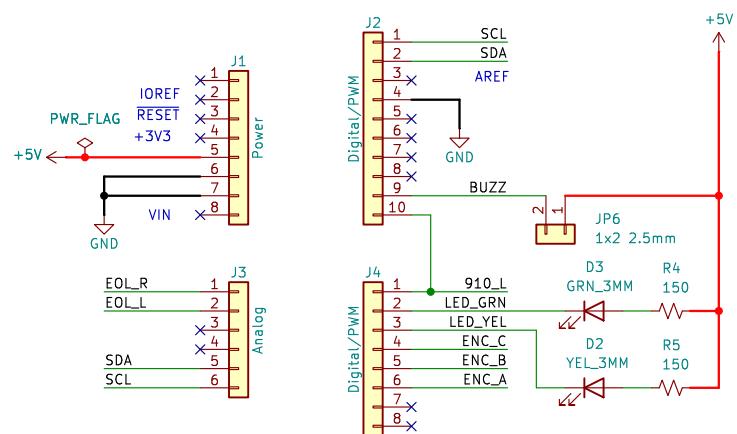 +5V
J2
1
SCL
2
SDA
3
AREF
4
5
6
7
8
9
BUZZ
10
Digital/PWM
GND
J1
1
IOREF
2
RESET
3
+3V3
4
5
6
7
VIN
8
Power
PWR_FLAG
+5V
GND
2
1
JP6
1x2 2.5mm
J3
EOL_R
1
EOL_L
2
3
4
SDA
5
SCL
6
Analog
J4
1
910_L
2
LED_GRN
3
LED_YEL
4
ENC_C
5
ENC_B
6
ENC_A
7
8
Digital/PWM
D3
GRN_3MM
R4
150
D2
YEL_3MM
R5
150